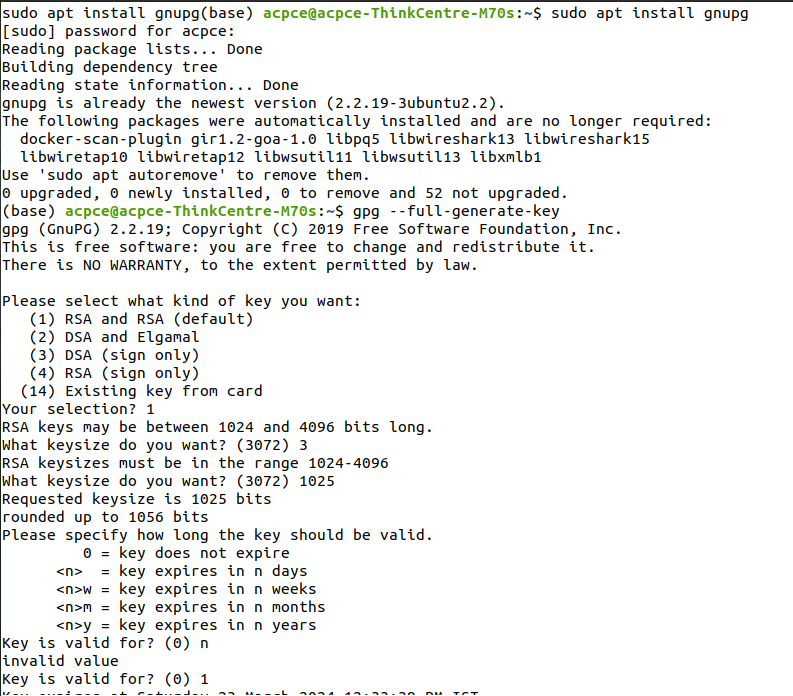 sudo apt install gnupg(base) acpce@acpce-ThinkCentre-M70s:~$ sudo apt install gnupg
[sudo] password for acpce:
Reading package lists... Done
Building dependency tree
Reading state information... Done
gnupg is already the newest version (2.2.19-3ubuntu2.2).
The following packages were automatically installed and are no longer required:
  docker-scan-plugin gir1.2-goa-1.0 libpq5 libwireshark13 libwireshark15
  libwiretap10 libwiretap12 libwsutil11 libwsutil13 libxmlb1
Use 'sudo apt autoremove' to remove them.
0 upgraded, 0 newly installed, 0 to remove and 52 not upgraded.
(base) acpce@acpce-ThinkCentre-M70s:~$ gpg --full-generate-key
gpg (GnuPG) 2.2.19; Copyright (C) 2019 Free Software Foundation, Inc.
This is free software: you are free to change and redistribute it.
There is NO WARRANTY, to the extent permitted by law.

Please select what kind of key you want:
   (1) RSA and RSA (default)
   (2) DSA and Elgamal
   (3) DSA (sign only)
   (4) RSA (sign only)
  (14) Existing key from card
Your selection? 1
RSA keys may be between 1024 and 4096 bits long.
What keysize do you want? (3072) 3
RSA keysizes must be in the range 1024-4096
What keysize do you want? (3072) 1025
Requested keysize is 1025 bits
rounded up to 1056 bits
Please specify how long the key should be valid.
         0 = key does not expire
      <n>  = key expires in n days
      <n>w = key expires in n weeks
      <n>m = key expires in n months
      <n>y = key expires in n years
Key is valid for? (0) n
invalid value
Key is valid for? (0) 1
Key expires at Saturday 23 March 2024 PM IST